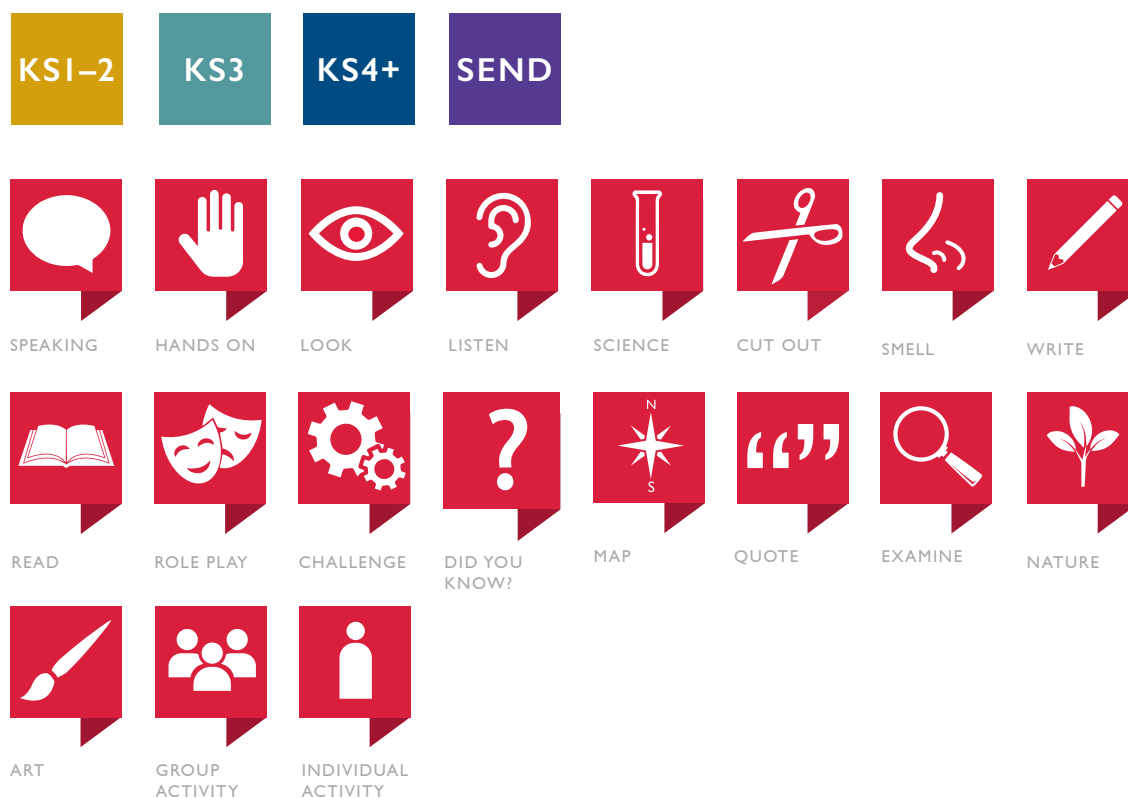 KS1–2
KS3
KS4+
SEND
SPEAKING
HANDS ON
LOOK
LISTEN
SCIENCE
CUT OUT
SMELL
WRITE
N
S
READ
ROLE PLAY
CHALLENGE
DID YOU
KNOW?
MAP
QUOTE
EXAMINE
NATURE
ART
GROUP
ACTIVITY
INDIVIDUAL
ACTIVITY